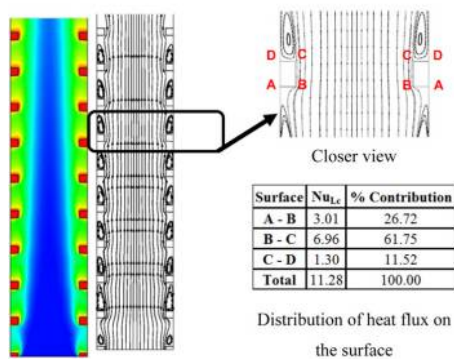 D C C D
A B B A
Closer view
Surface Nu_Lc % Contribution
A - B 3.01 26.72
B - C 6.96 61.75
C - D 1.30 11.52
Total 11.28 100.00
Distribution of heat flux on
the surface